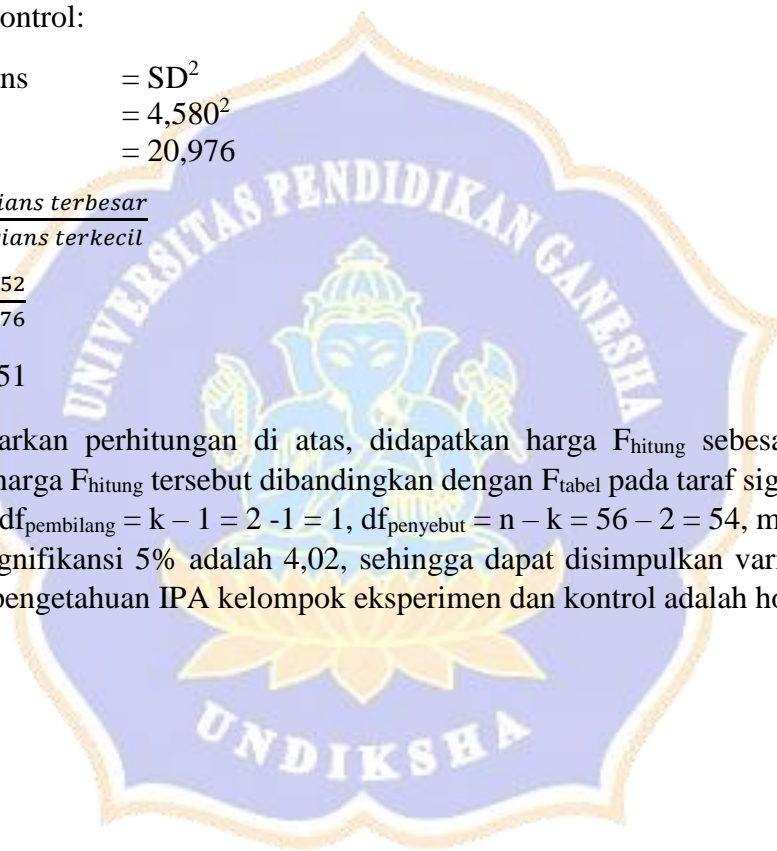 ontrol:
ns = SD²
= 4,580²
= 20,976
ians terbesar
ians terkecil
52
76
51
arkan perhitungan di atas, didapatkan harga Fhitung sebesa
harga Fhitung tersebut dibandingkan dengan Ftabel pada taraf sig
dfpembilang = k – 1 = 2 -1 = 1, dfpenyebut = n – k = 56 – 2 = 54, m
gnifikansi 5% adalah 4,02, sehingga dapat disimpulkan vari
pengetahuan IPA kelompok eksperimen dan kontrol adalah ho
UNIVERSITAS PENDIDIKAN GANESHA
UNDIKSHA